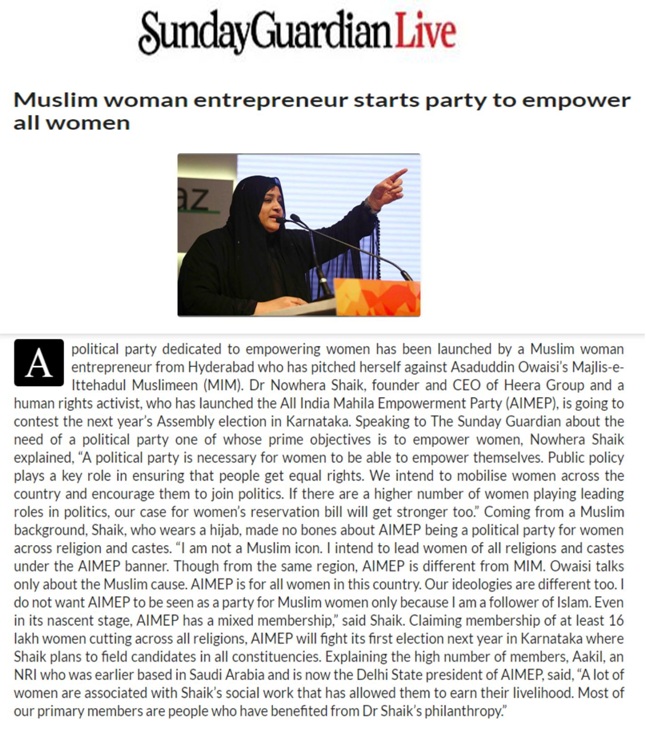 SundayGuardianLive
Muslim woman entrepreneur starts party to empower
all women
az
A political party dedicated to empowering women has been launched by a Muslim woman
entrepreneur from Hyderabad who has pitched herself against Asaduddin Owaisi's Majlis-e-
Ittehadul Muslimeen (MIM). Dr Nowhera Shaik, founder and CEO of Heera Group and a
human rights activist, who has launched the All India Mahila Empowerment Party (AIMEP), is going to
contest the next year's Assembly election in Karnataka. Speaking to The Sunday Guardian about the
need of a political party one of whose prime objectives is to empower women, Nowhera Shaik
explained, “A political party is necessary for women to be able to empower themselves. Public policy
plays a key role in ensuring that people get equal rights. We intend to mobilise women across the
country and encourage them to join politics. If there are a higher number of women playing leading
roles in politics, our case for women's reservation bill will get stronger too.” Coming from a Muslim
background, Shaik, who wears a hijab, made no bones about AIMEP being a political party for women
across religion and castes. “I am not a Muslim icon. I intend to lead women of all religions and castes
under the AIMEP banner. Though from the same region, AIMEP is different from MIM. Owaisi talks
only about the Muslim cause. AIMEP is for all women in this country. Our ideologies are different too. I
do not want AIMEP to be seen as a party for Muslim women only because I am a follower of Islam. Even
in its nascent stage, AIMEP has a mixed membership,” said Shaik. Claiming membership of at least 16
lakh women cutting across all religions, AIMEP will fight its first election next year in Karnataka where
Shaik plans to field candidates in all constituencies. Explaining the high number of members, Aakil, an
NRI who was earlier based in Saudi Arabia and is now the Delhi State president of AIMEP, said, “A lot of
women are associated with Shaik's social work that has allowed them to earn their livelihood. Most of
our primary members are people who have benefited from Dr Shaik's philanthropy.”